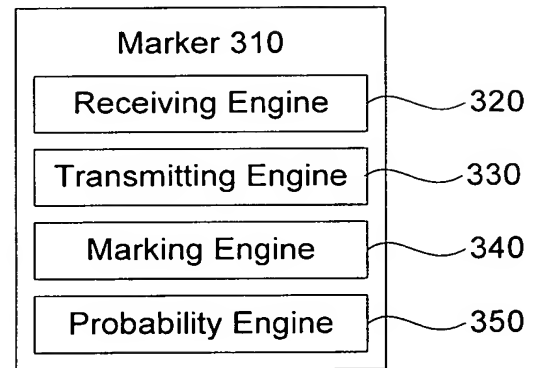 Marker 310
Receiving Engine 320
Transmitting Engine 330
Marking Engine 340
Probability Engine 350